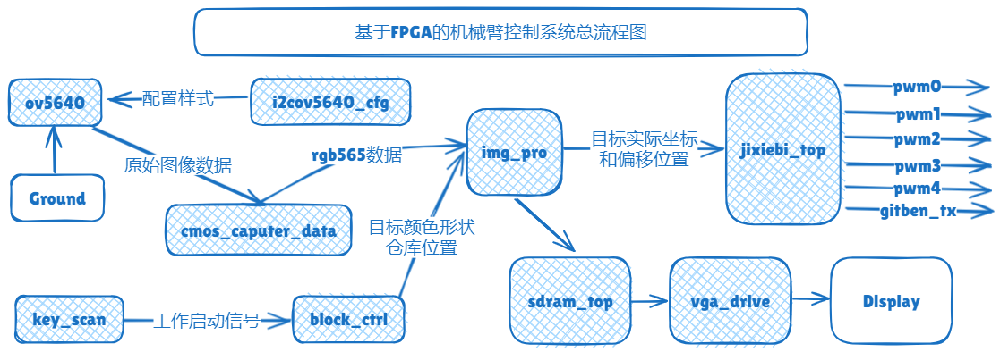 基于FPGA的机械臂控制系统总流程图
ov5640
配置样式
i2cov5640_cfg
Ground
原始图像数据
rgb565数据
cmos_caputer_data
img_pro
目标实际坐标
和偏移位置
jixiebi_top
pwm0
pwm1
pwm2
pwm3
pwm4
gitben_tx
目标颜色形状
仓库位置
key_scan
工作启动信号
block_ctrl
sdram_top
vga_drive
Display